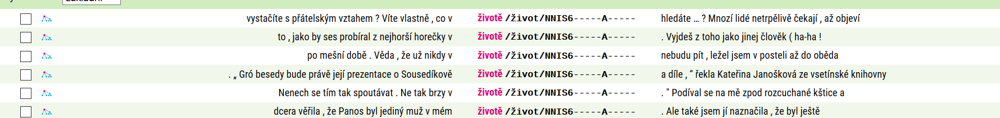 vystačíte s přátelským vztahem ? Víte vlastně , co v životě /život/NNIS6-----A----- hledáte … ? Mnozí lidé netrpělivě čekají , až objeví
to , jako by ses probíral z nejhorší horečky v životě /život/NNIS6-----A----- . Vyjdeš z toho jako jinej člověk ( ha-ha !
po mešní době . Věda , že už nikdy v životě /život/NNIS6-----A----- nebudu pít , ležel jsem v posteli až do oběda
. „ Gró besedy bude právě její prezentace o Sousedíkově životě /život/NNIS6-----A----- a díle , “ řekla Kateřina Janošková ze vsetínské knihovny
Nenech se tím tak spoutávat . Ne tak brzy v životě /život/NNIS6-----A----- . " Podíval se na mě zpod rozcuchané kštice a
dcera věřila , že Panos byl jediný muž v mém životě /život/NNIS6-----A----- . Ale také jsem jí naznačila , že byl ještě